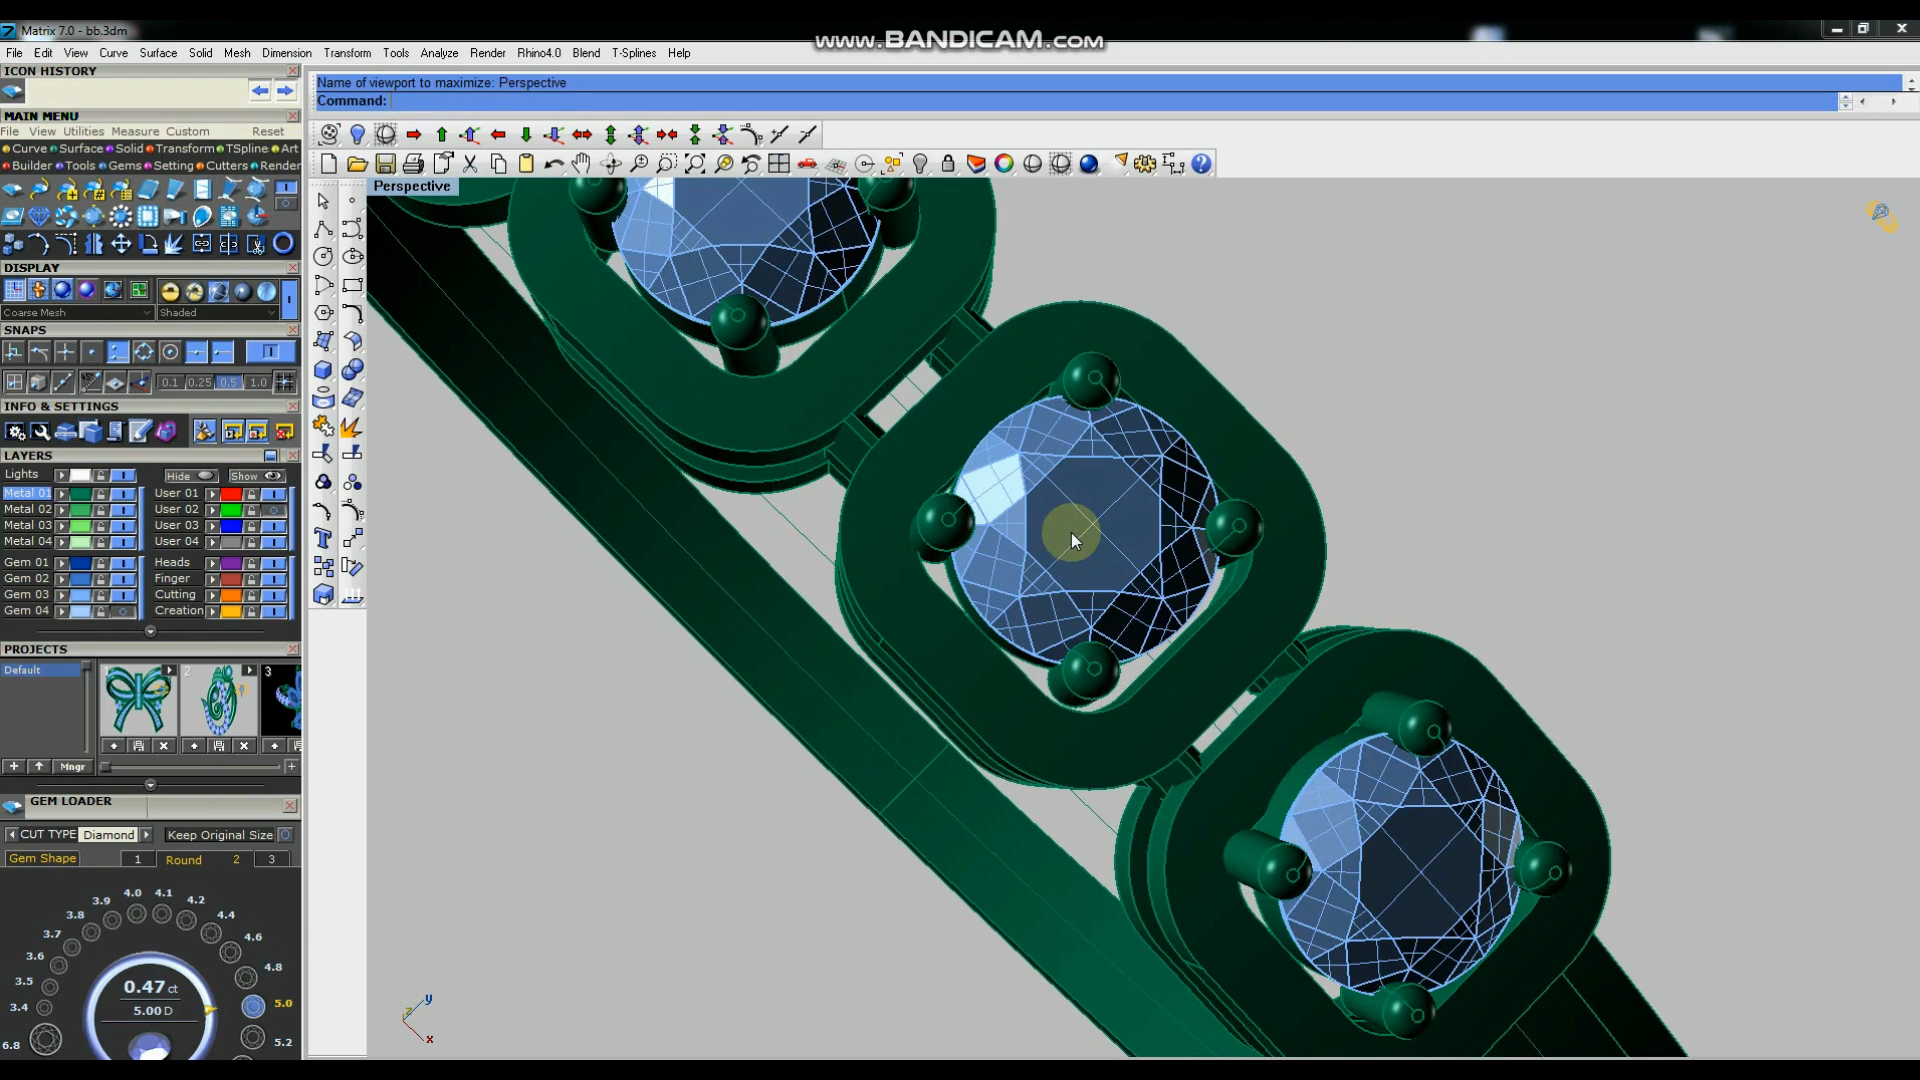 Matrix 7.0 - bb.3dm
www.BANDICAM.com
File Edit View Curve Surface Solid Mesh Dimension Transform Tools Analyze Render Rhino4.0 Blend T-Splines Help
ICON HISTORY
Name of viewport to maximize: Perspective
Command:
MAIN MENU
File View Utilities Measure Custom Reset
Curve Surface Solid Transform TSpline Art
Builder Tools Gems Setting Cutters Render
Perspective
DISPLAY
Coarse Mesh Shaded
SNAPS
0.1 0.25 0.5 1.0
INFO & SETTINGS
LAYERS
Lights Hide Show
Metal 01 User 01
Metal 02 User 02
Metal 03 User 03
Metal 04 User 04
Gem 01 Heads
Gem 02 Finger
Gem 03 Cutting
Gem 04 Creation
PROJECTS
Default 1 2 3
+ Mngr +
GEM LOADER
CUT TYPE Diamond Keep Original Size
Gem Shape 1 Round 2 3
4.0 4.1
3.9 4.2
3.8 4.4
3.7 4.6
3.6 4.8
3.5
0.47 ct
3.4 5.00 D 5.0
6.8 5.2
z y x